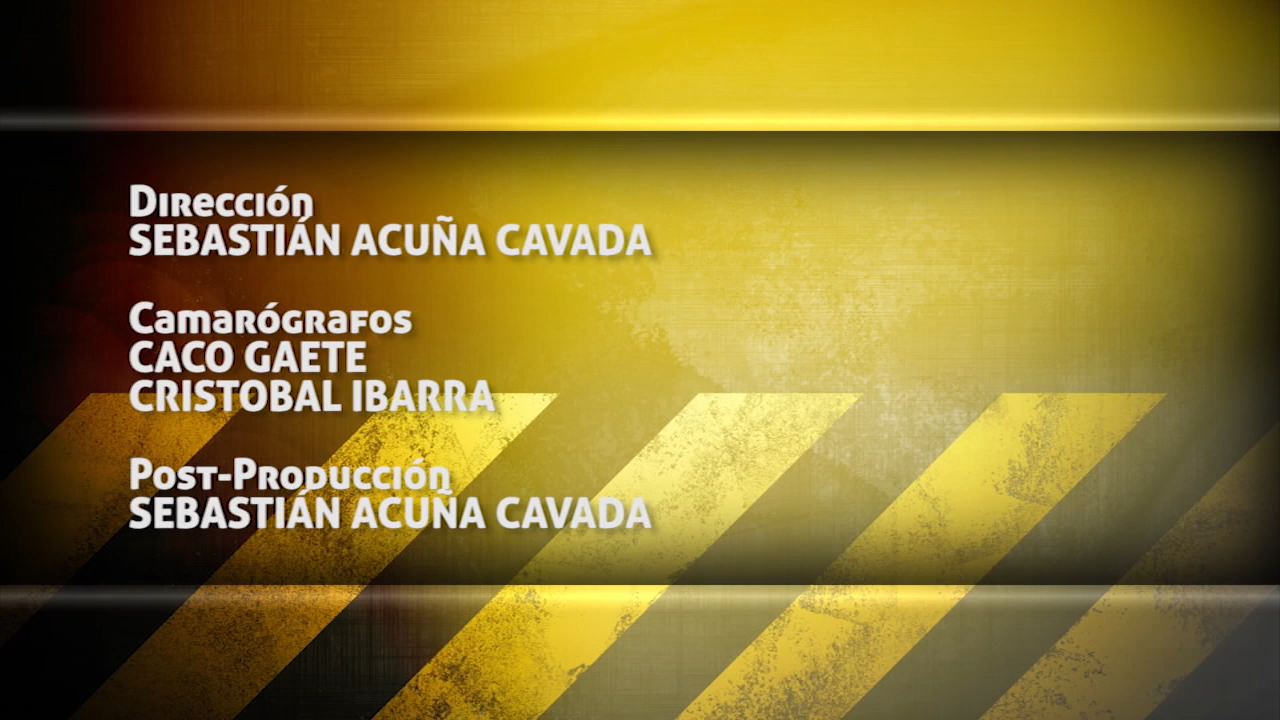 Dirección
SEBASTIÁN ACUÑA CAVADA
Camarógrafos
CACO GAETE
CRISTOBAL IBARRA
Post-Producción
SEBASTIÁN ACUÑA CAVADA